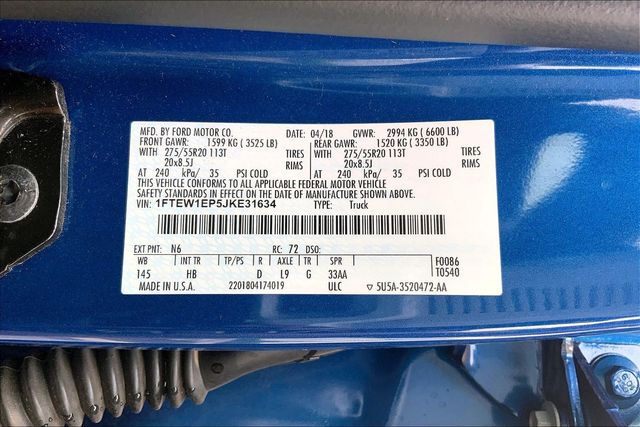 MFD. BY FORD MOTOR CO. DATE: 04/18 GVWR: 2994 KG ( 6600 LB)
FRONT GAWR: 1599 KG ( 3525 LB) REAR GAWR: 1520 KG ( 3350 LB)
WITH 275/55R20 113T TIRES WITH 275/55R20 113T TIRES
20x8.5J RIMS 20x8.5J RIMS
AT 240 kPa/ 35 PSI COLD AT 240 kPa/ 35 PSI COLD
THIS VEHICLE CONFORMS TO ALL APPLICABLE FEDERAL MOTOR VEHICLE
SAFETY STANDARDS IN EFFECT ON THE DATE OF MANUFACTURE SHOWN ABOVE.
VIN: 1FTEW1EP5JKE31634 TYPE: Truck
EXT PNT: N6 RC: 72 DSO:
WB INT TR TP/PS R AXLE TR SPR F0086
145 HB D L9 G 33AA T0540
MADE IN U.S.A. 2201804174019 ULC ▽ 5U5A-3520472-AA